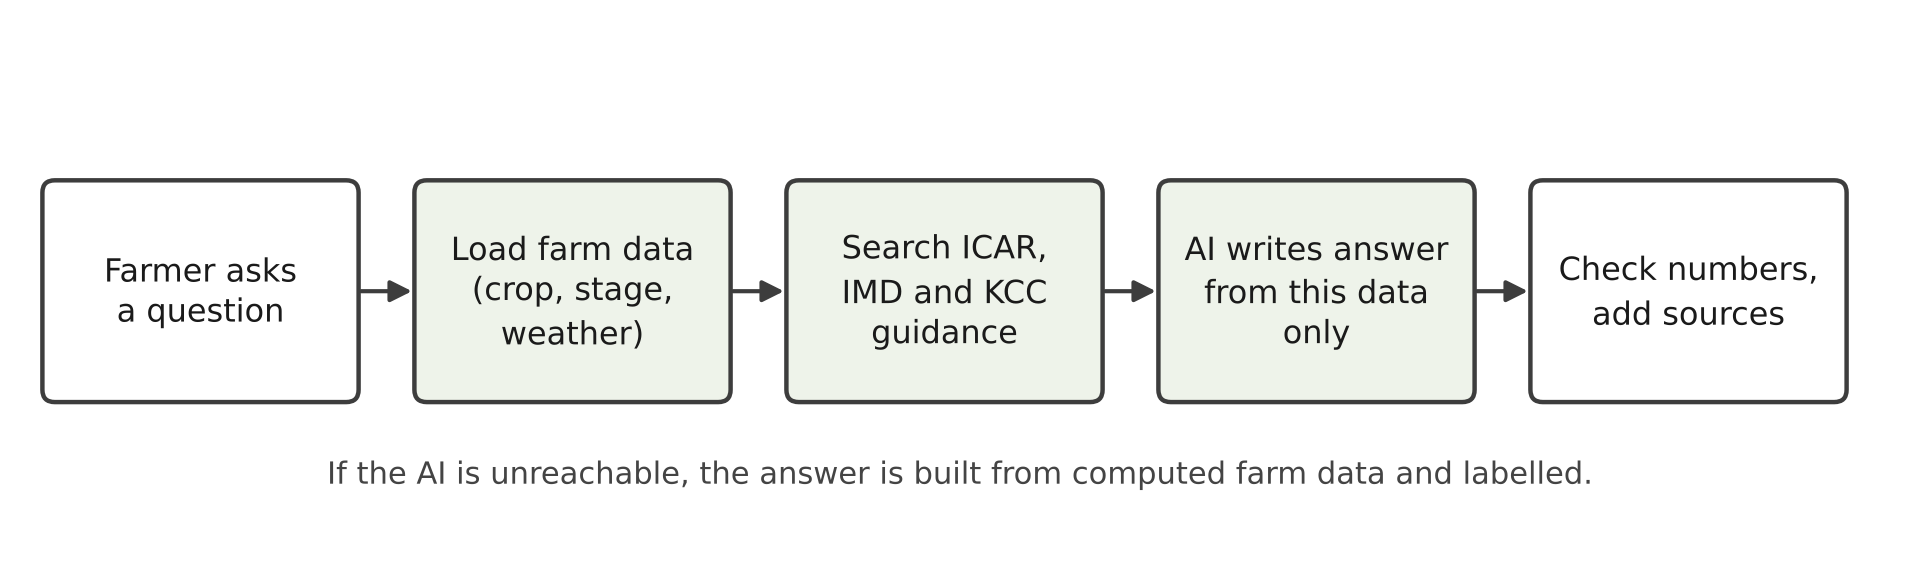 Farmer asks
a question
Load farm data
(crop, stage,
weather)
Search ICAR,
IMD and KCC
guidance
AI writes answer
from this data
only
Check numbers,
add sources
If the AI is unreachable, the answer is built from computed farm data and labelled.